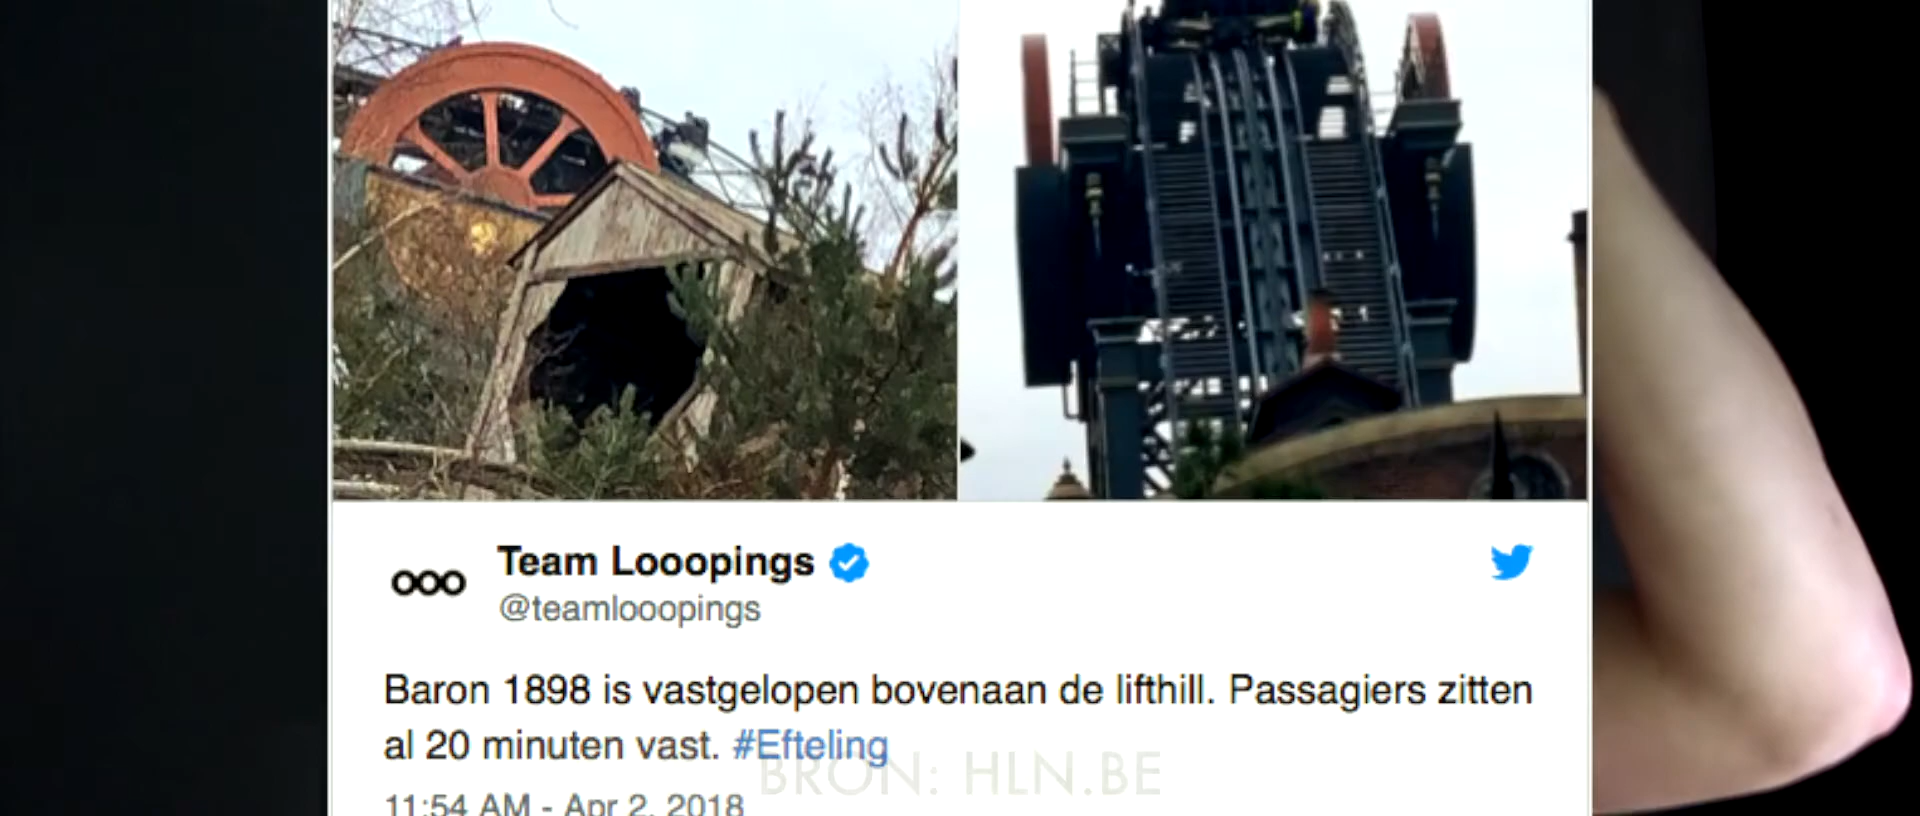 Team Looopings
@teamlooopings
Baron 1898 is vastgelopen bovenaan de lifthill. Passagiers zitten
al 20 minuten vast. #Efteling
BRON: HLN.BE
11:54 AM - Apr 2, 2018